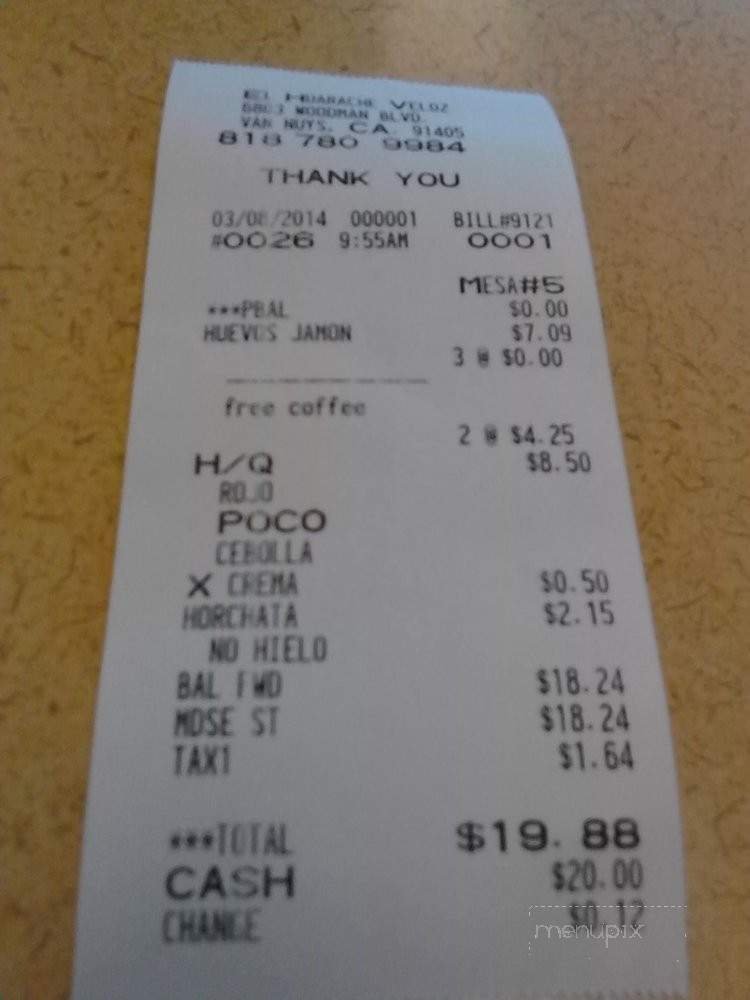 EL HUARACHE VELOZ
6803 WOODMAN BLVD.
VAN NUYS, CA. 91405
818 780 9984
THANK YOU
03/08/2014 000001 BILL#9121
#0026 9:55AM 0001
MESA#5
***PBAL $0.00
HUEVOS JAMON $7.09
3 @ $0.00
free coffee
2 @ $4.25
H/Q $8.50
ROJO
POCO
CEBOLLA
X CREMA $0.50
HORCHATA $2.15
NO HIELO
BAL FWD $18.24
MDSE ST $18.24
TAX1 $1.64
***TOTAL $19.88
CASH $20.00
CHANGE $0.12
menupix